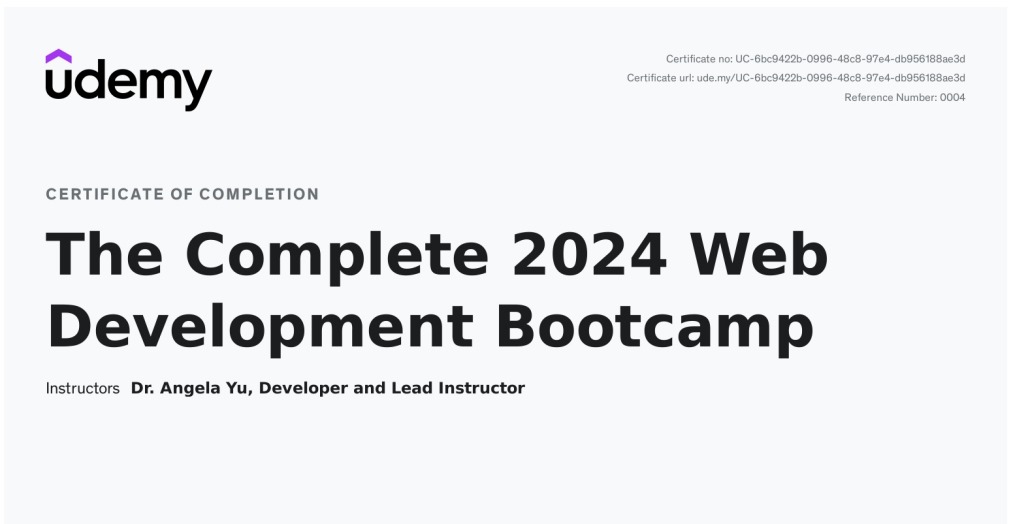 udemy
Certificate no: UC-6bc9422b-0996-48c8-97e4-db956188ae3d
Certificate url: ude.my/UC-6bc9422b-0996-48c8-97e4-db956188ae3d
Reference Number: 0004
CERTIFICATE OF COMPLETION
The Complete 2024 Web
Development Bootcamp
Instructors Dr. Angela Yu, Developer and Lead Instructor